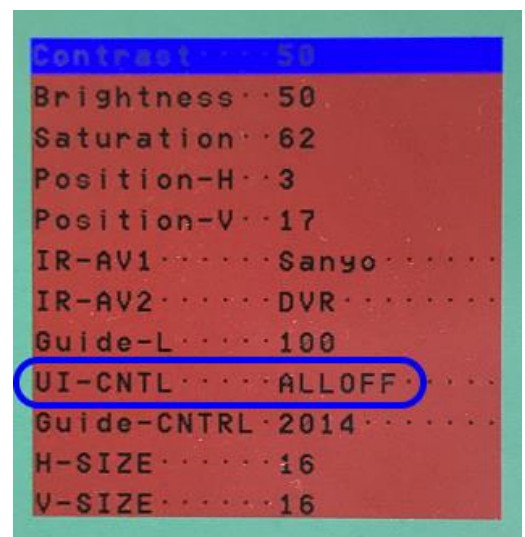 Contrast····50
Brightness··50
Saturation··62
Position-H··3
Position-V··17
IR-AV1······Sanyo······
IR-AV2······DVR········
Guide-L·····100
UI-CNTL·····ALLOFF·····
Guide-CNTRL·2014·······
H-SIZE······16
V-SIZE······16